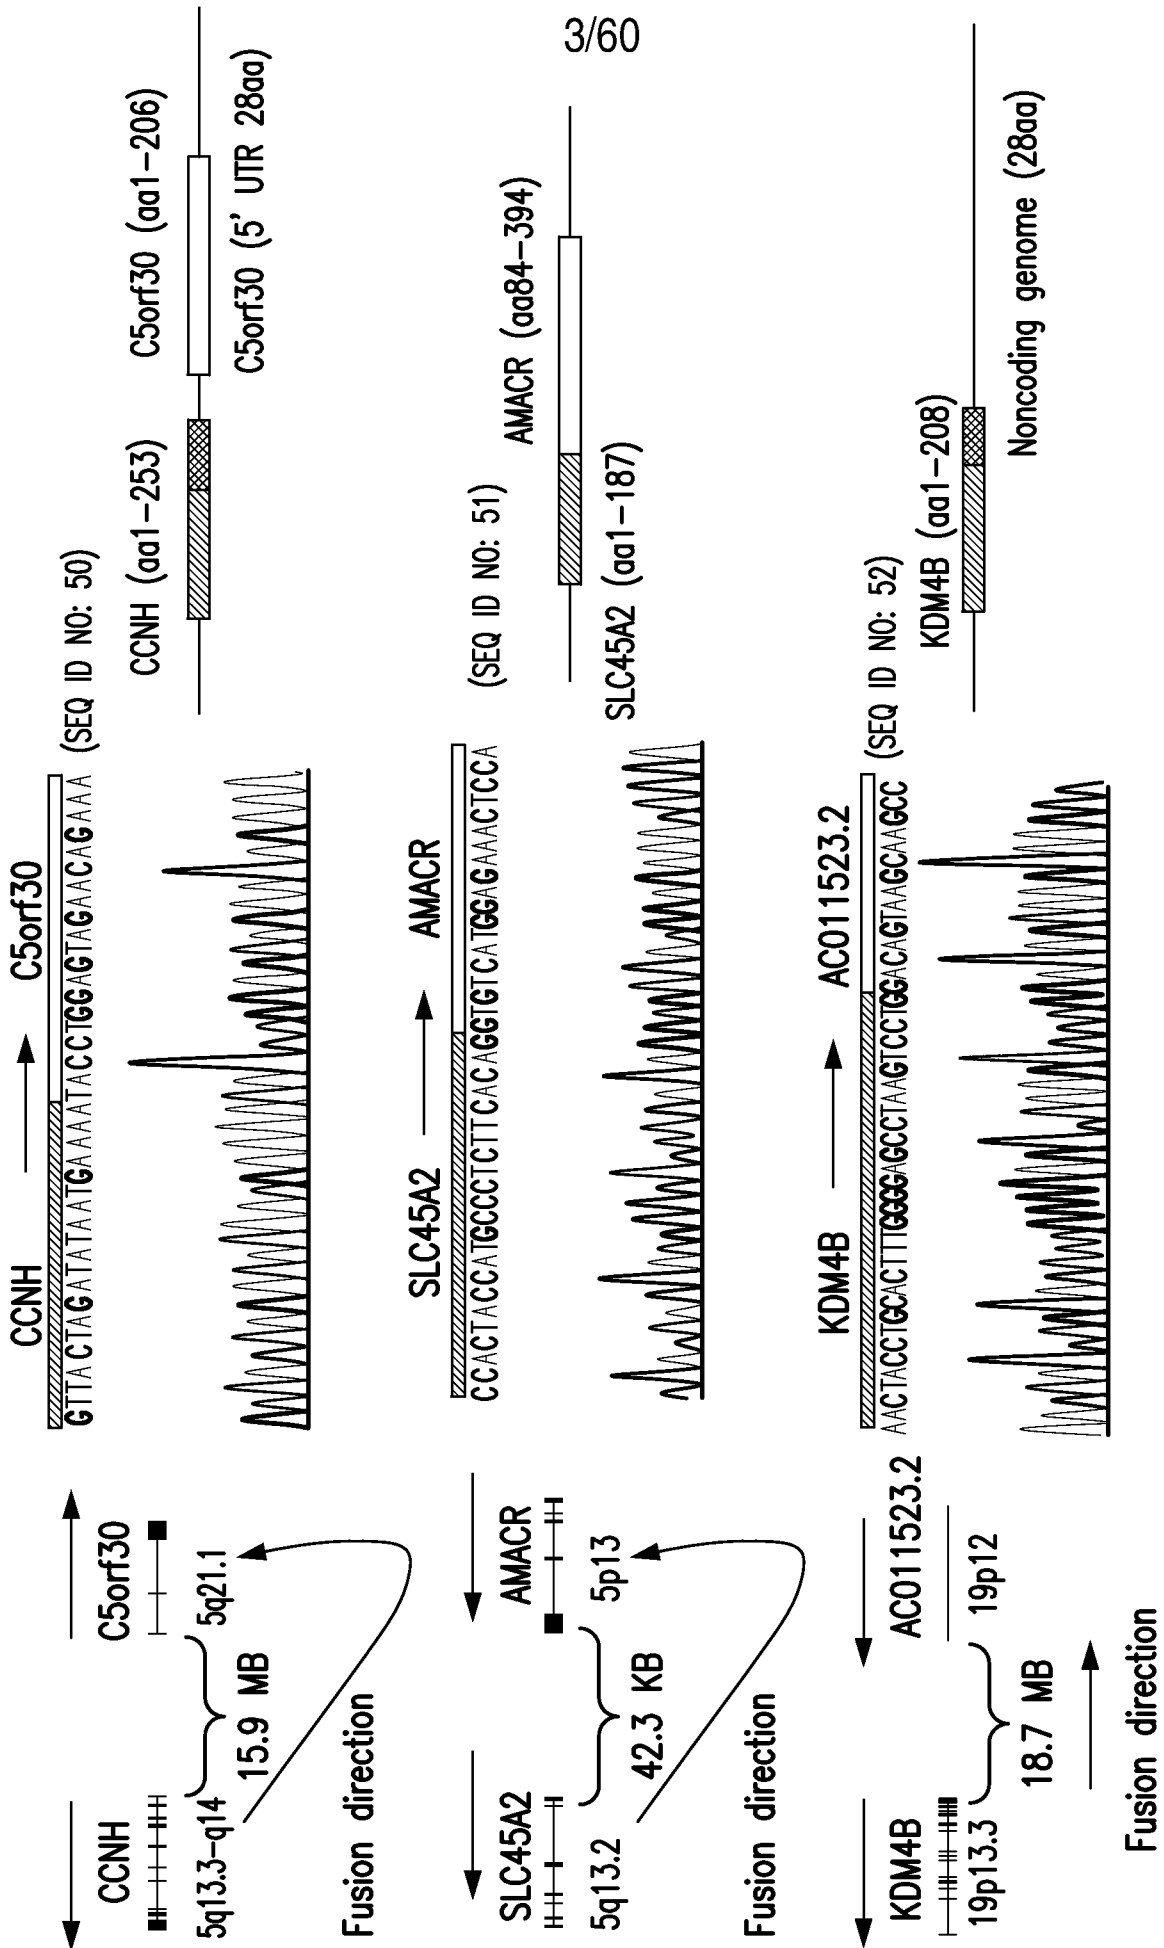 3/60
CCNH
C5orf30
5q13.3-q14
5q21.1
15.9 MB
Fusion direction
CCNH
C5orf30
GTTACTAGATATAATGAAAATACCTGGAGTAGAACAGAAA
(SEQ ID NO: 50)
CCNH (aa1-253)
C5orf30 (aa1-206)
C5orf30 (5' UTR 28aa)
SLC45A2
AMACR
5q13.2
5p13
42.3 KB
Fusion direction
SLC45A2
AMACR
CCACTACCATGCCCTCTTCACAGGTGTCATGGAGAAACTCCA
(SEQ ID NO: 51)
AMACR (aa84-394)
SLC45A2 (aa1-187)
KDM4B
AC011523.2
19p13.3
19p12
18.7 MB
Fusion direction
KDM4B
AC011523.2
AACTACCTGCACTTTGGGGAGCCTAAGTCCTGGACAGTAAGCAAGCC
(SEQ ID NO: 52)
KDM4B (aa1-208)
Noncoding genome (28aa)